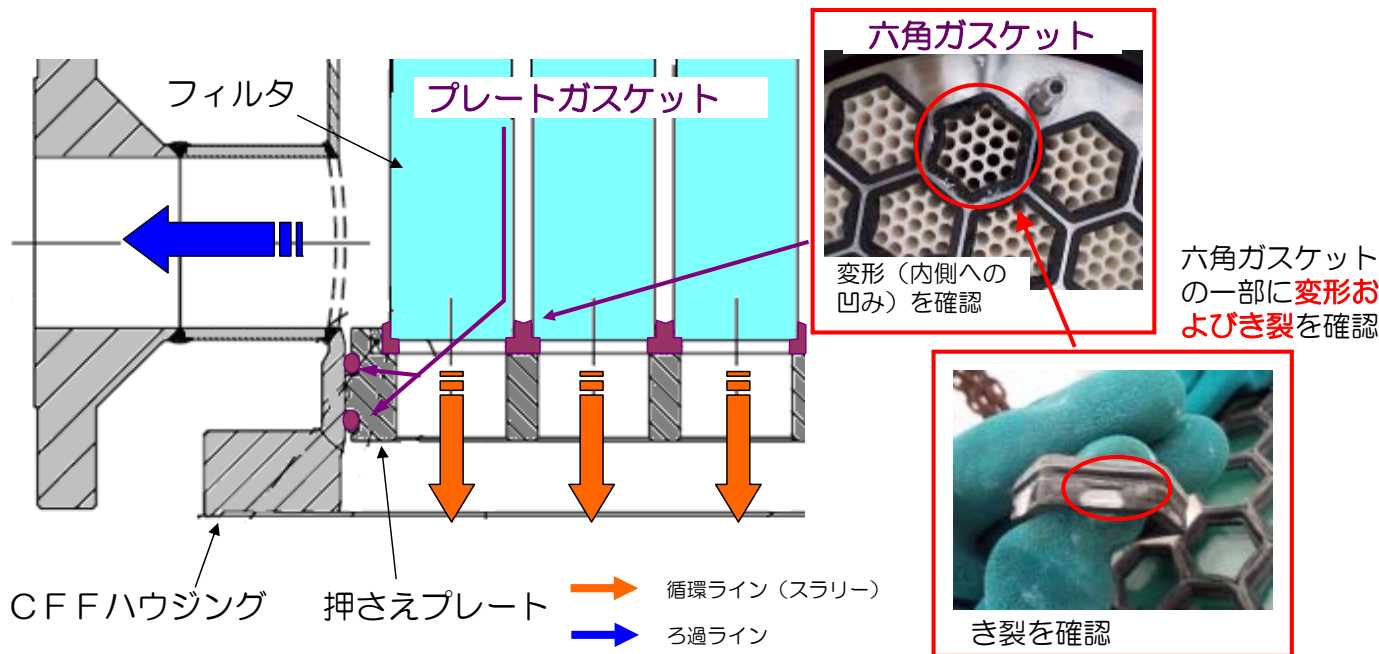 六角ガスケット
フィルタ
プレートガスケット
変形(内側への
凹み)を確認
六角ガスケット
の一部に変形お
よびき裂を確認
CFFハウジング
押さえプレート
循環ライン(スラリー)
ろ過ライン
き裂を確認